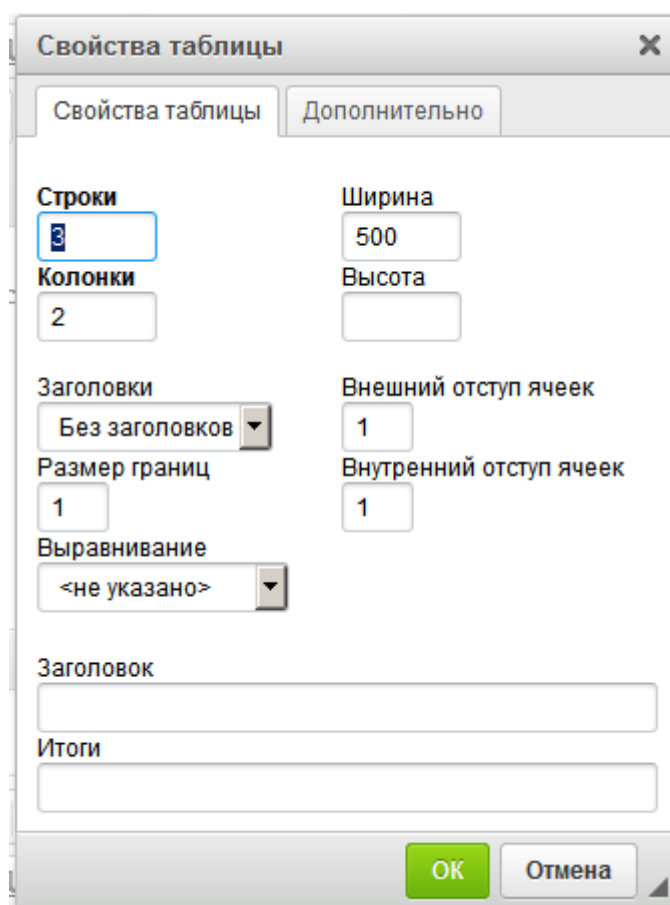 Свойства таблицы
Свойства таблицы Дополнительно
Строки Ширина
3 500
Колонки Высота
2
Заголовки Внешний отступ ячеек
Без заголовков 1
Размер границ Внутренний отступ ячеек
1 1
Выравнивание
<не указано>
Заголовок
Итоги
ОК Отмена